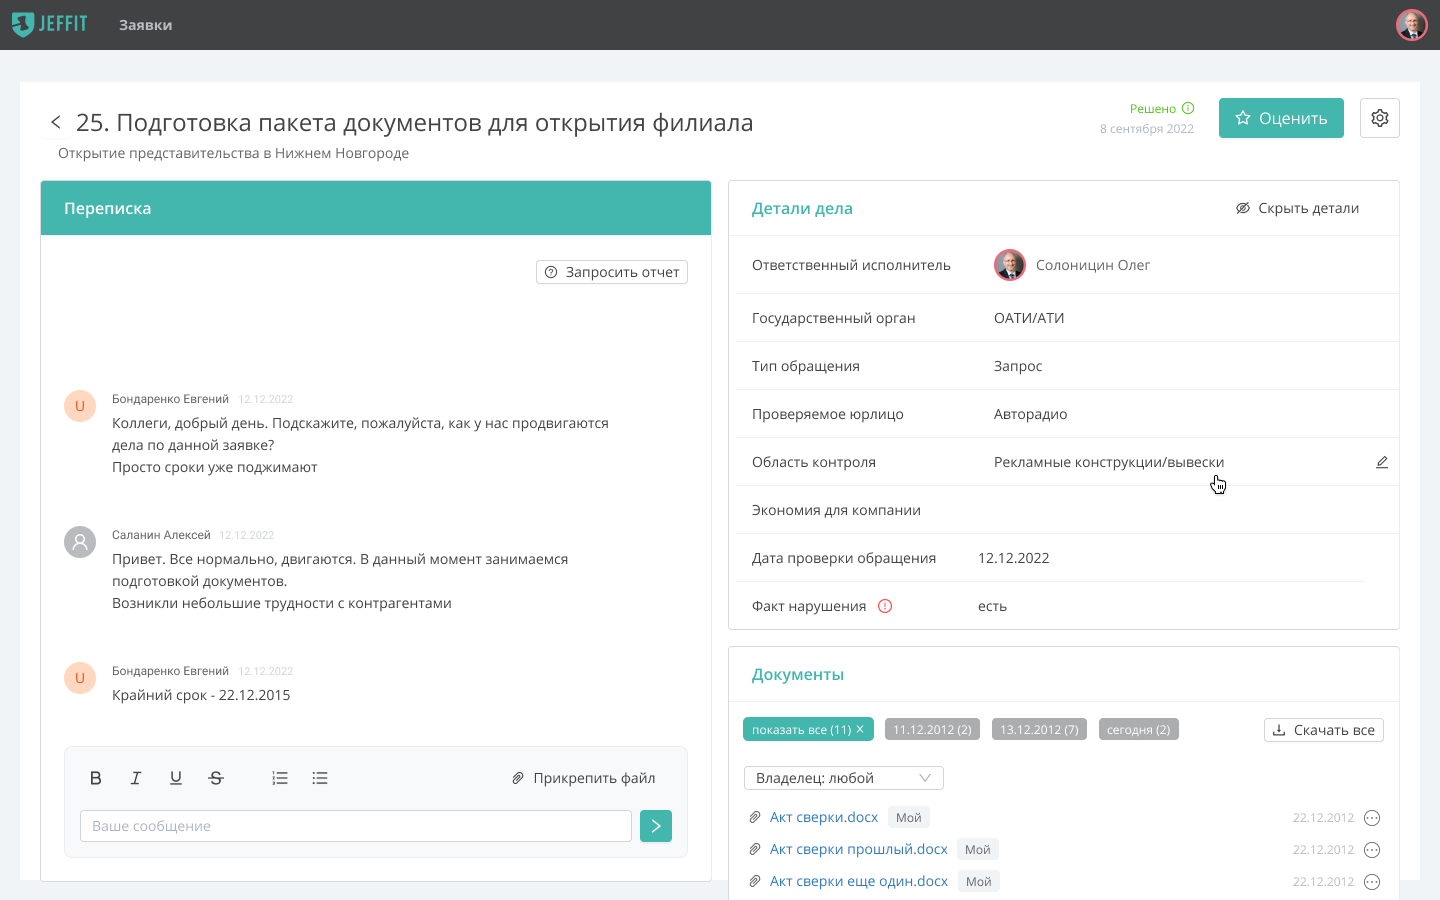 JEFFIT
Заявки
25. Подготовка пакета документов для открытия филиала
Открытие представительства в Нижнем Новгороде
Решено
8 сентября 2022
Оценить
Переписка
Запросить отчет
Бондаренко Евгений 12.12.2022
U
Коллеги, добрый день. Подскажите, пожалуйста, как у нас продвигаются
дела по данной заявке?
Просто сроки уже поджимают
Саланин Алексей 12.12.2022
Привет. Все нормально, двигаются. В данный момент занимаемся
подготовкой документов.
Возникли небольшие трудности с контрагентами
Бондаренко Евгений 12.12.2022
U
Крайний срок - 22.12.2015
B I U S Прикрепить файл
Ваше сообщение
Детали дела
Скрыть детали
Ответственный исполнитель Солоницин Олег
Государственный орган ОАТИ/АТИ
Тип обращения Запрос
Проверяемое юрлицо Авторадио
Область контроля Рекламные конструкции/вывески
Экономия для компании
Дата проверки обращения 12.12.2022
Факт нарушения есть
Документы
показать все (11) × 11.12.2012 (2) 13.12.2012 (7) сегодня (2) Скачать все
Владелец: любой
Акт сверки.docx Мой 22.12.2012
Акт сверки прошлый.docx Мой 22.12.2012
Акт сверки еще один.docx Мой 22.12.2012